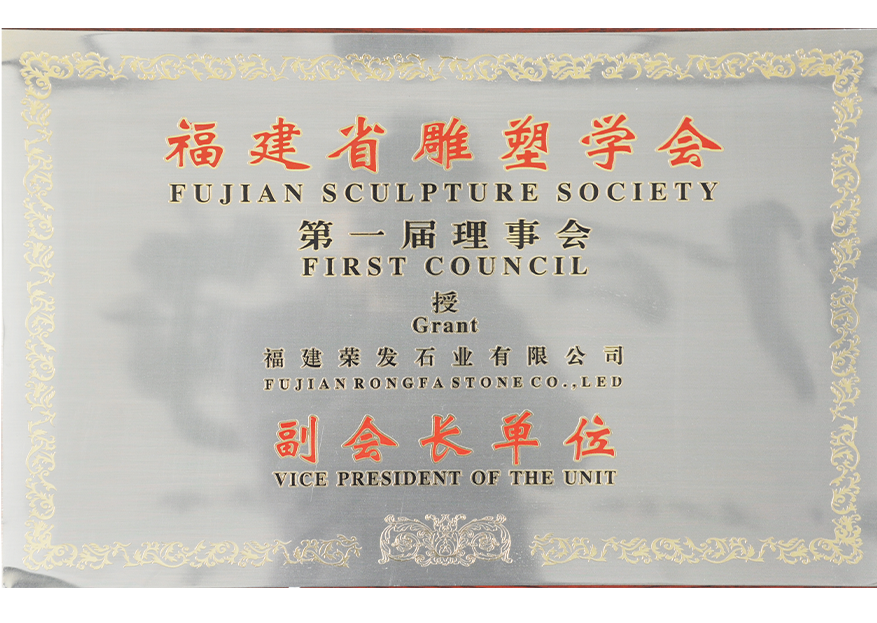 福建省雕塑学会
FUJIAN SCULPTURE SOCIETY
第一届理事会
FIRST COUNCIL
授
Grant
福建荣发石业有限公司
FUJIAN RONGFA STONE CO.,LED
副会长单位
VICE PRESIDENT OF THE UNIT